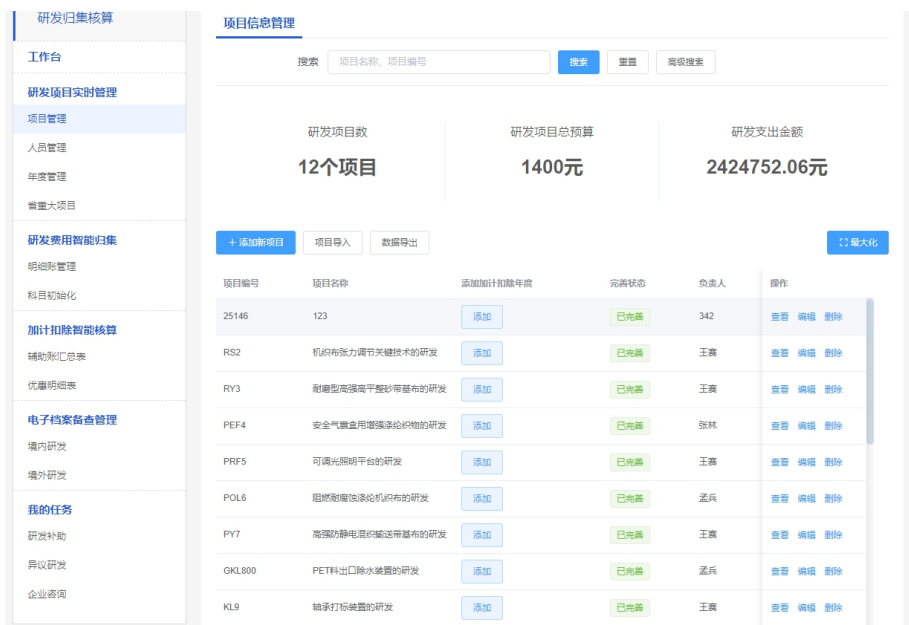 研发归集核算
工作台
研发项目实时管理
项目管理
人员管理
年度管理
省重大项目
研发费用智能归集
明细账管理
科目初始化
加计扣除智能核算
辅助账汇总表
优惠明细表
电子档案备查管理
境内研发
境外研发
我的任务
研发补助
异议研发
企业咨询
项目信息管理
搜索 项目名称、项目编号 搜索 重置 高级搜索
研发项目数 研发项目总预算 研发支出金额
12个项目 1400元 2424752.06元
+ 添加新项目 项目导入 数据导出 最大化
项目编号 项目名称 添加加计扣除年度 完善状态 负责人 操作
25146 123 添加 已完善 342 查看 编辑 删除
RS2 机织布张力调节关键技术的研发 添加 已完善 王赛 查看 编辑 删除
RY3 耐磨型高强高平整砂带基布的研发 添加 已完善 王赛 查看 编辑 删除
PEF4 安全气囊盒用增强涤纶织物的研发 添加 已完善 张林 查看 编辑 删除
PRF5 可调光照明平台的研发 添加 已完善 王赛 查看 编辑 删除
POL6 阻燃耐腐蚀涤纶机织布的研发 添加 已完善 孟兵 查看 编辑 删除
PY7 高强防静电混织输送带基布的研发 添加 已完善 王赛 查看 编辑 删除
GKL800 PET料出口除水装置的研发 添加 已完善 孟兵 查看 编辑 删除
KL9 轴承打标装置的研发 添加 已完善 王赛 查看 编辑 删除